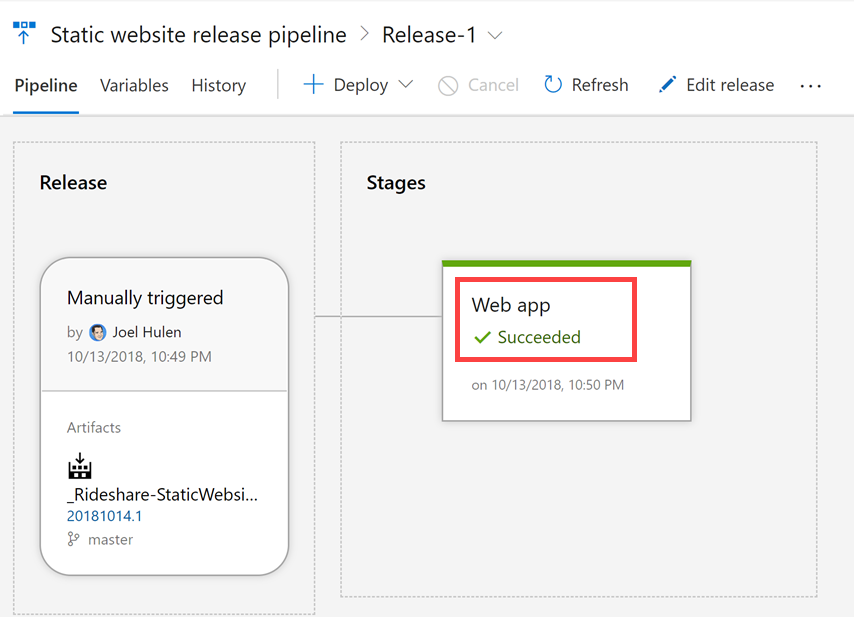 Static website release pipeline > Release-1
Pipeline Variables History Deploy Cancel Refresh Edit release ...
Release
Manually triggered
by Joel Hulen
10/13/2018, 10:49 PM
Artifacts
_Rideshare-StaticWebsi...
20181014.1
master
Stages
Web app
Succeeded
on 10/13/2018, 10:50 PM